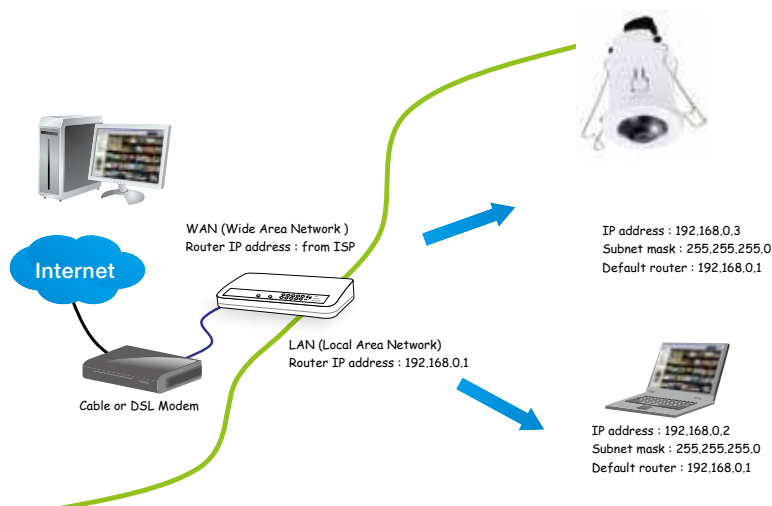 WAN (Wide Area Network )
Router IP address : from ISP
Internet
LAN (Local Area Network)
Router IP address : 192.168.0.1
Cable or DSL Modem
IP address : 192.168.0.3
Subnet mask : 255.255.255.0
Default router : 192.168.0.1
IP address : 192.168.0.2
Subnet mask : 255.255.255.0
Default router : 192.168.0.1